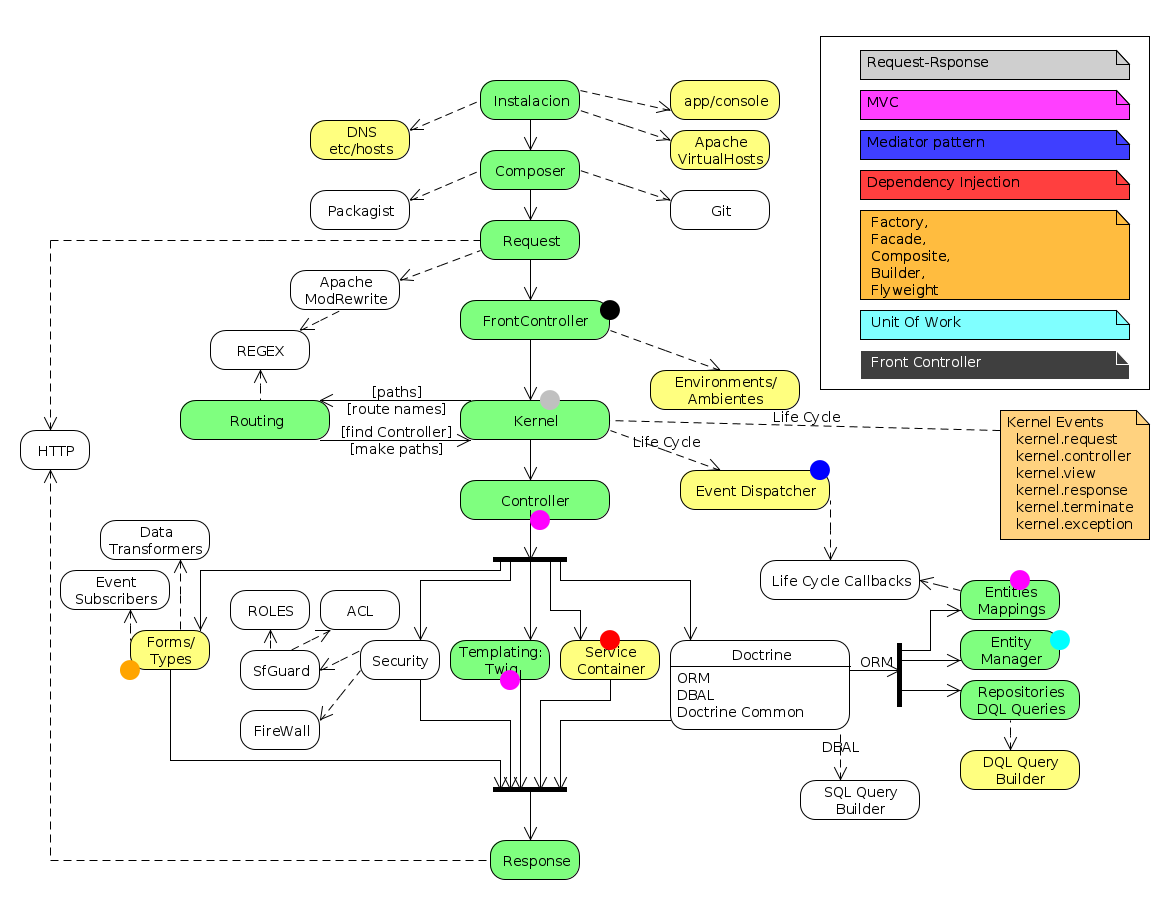 Request-Rsponse
MVC
Mediator pattern
Dependency Injection
Factory,
Facade,
Composite,
Builder,
Flyweight
Unit Of Work
Front Controller
Instalacion
app/console
DNS
etc/hosts
Apache
VirtualHosts
Composer
Packagist
Git
Request
Apache
ModRewrite
FrontController
REGEX
Environments/
Ambientes
[paths]
[route names]
Routing
Kernel
[find Controller]
[make paths]
Life Cycle
Life Cycle
Kernel Events
kernel.request
kernel.controller
kernel.view
kernel.response
kernel.terminate
kernel.exception
HTTP
Event Dispatcher
Controller
Data
Transformers
Event
Subscribers
Life Cycle Callbacks
Entities
Mappings
ROLES
ACL
Forms/
Types
SfGuard
Security
Templating:
Twig
Service
Container
Doctrine
ORM
DBAL
Doctrine Common
ORM
Entity
Manager
Repositories
DQL Queries
FireWall
DBAL
DQL Query
Builder
SQL Query
Builder
Response